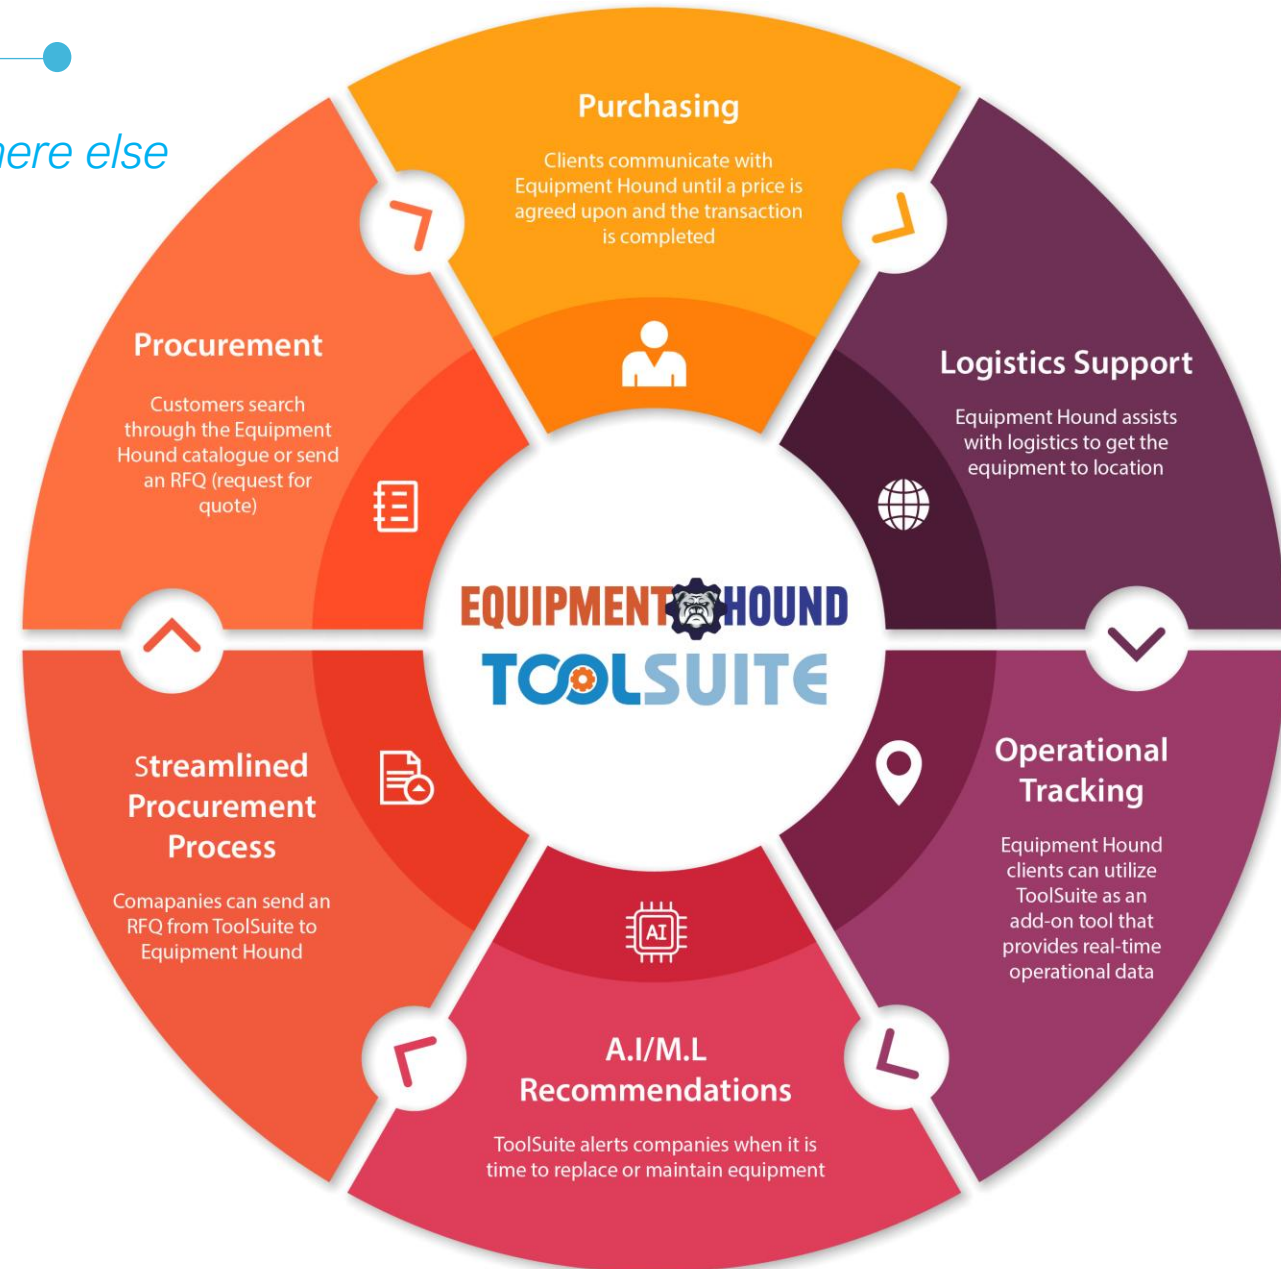 here else
Purchasing
Clients communicate with
Equipment Hound until a price is
agreed upon and the transaction
is completed
Logistics Support
Equipment Hound assists
with logistics to get the
equipment to location
Operational
Tracking
Equipment Hound
clients can utilize
ToolSuite as an
add-on tool that
provides real-time
operational data
A.I/M.L
Recommendations
ToolSuite alerts companies when it is
time to replace or maintain equipment
AI
Streamlined
Procurement
Process
Comapanies can send an
RFQ from ToolSuite to
Equipment Hound
Procurement
Customers search
through the Equipment
Hound catalogue or send
an RFQ (request for
quote)
EQUIPMENT HOUND
TOOLSUITE